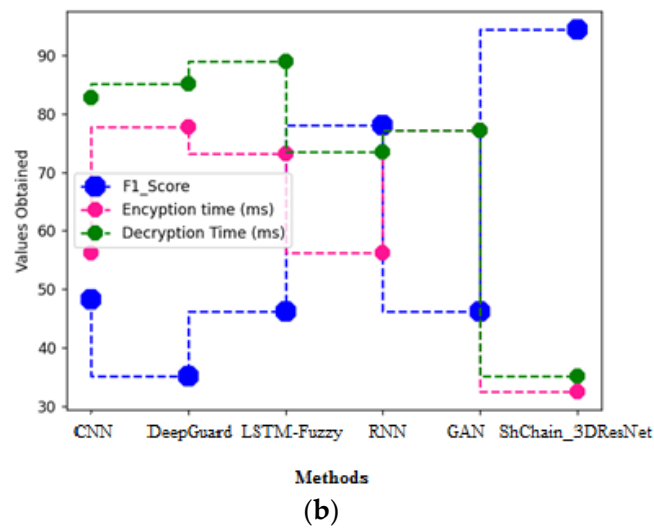 90
80
70
60
50
40
30
Values Obtained
F1_Score
Encyption time (ms)
Decryption Time (ms)
CNN DeepGuard LSTM-Fuzzy RNN GAN ShChain_3DResNet
Methods
(b)